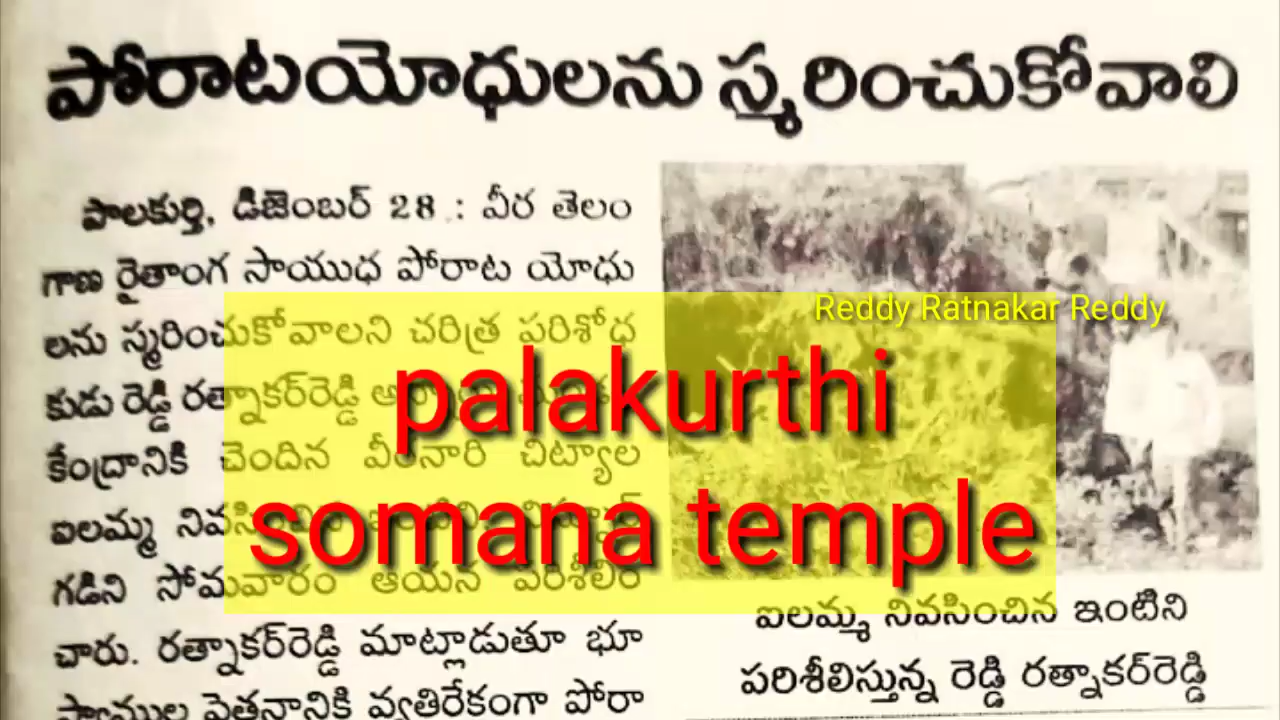 పోరాటయోధులను స్మరించుకోవాలి
పాలకుర్తి, డిజెంబర్ 28 : వీర తెలం
గాణ రైతాంగ సాయుధ పోరాట యోధు
లను స్మరించుకోవాలని చరిత్ర పరిశోధ
కుడు రెడ్డి రత్నాకర్‌రెడ్డి
కేంద్రానికి చెందిన వీరనారి చిట్యాల
ఐలమ్మ
గడిని సోమవారం ఆయన పరిశీలిం
చారు. రత్నాకర్‌రెడ్డి మాట్లాడుతూ భూ
స్వాముల పెత్తనానికి వ్యతిరేకంగా పోరా
Reddy Ratnakar Reddy
palakurthi
somana temple
ఐలమ్మ నివసించిన ఇంటిని
పరిశీలిస్తున్న రెడ్డి రత్నాకర్‌రెడ్డి